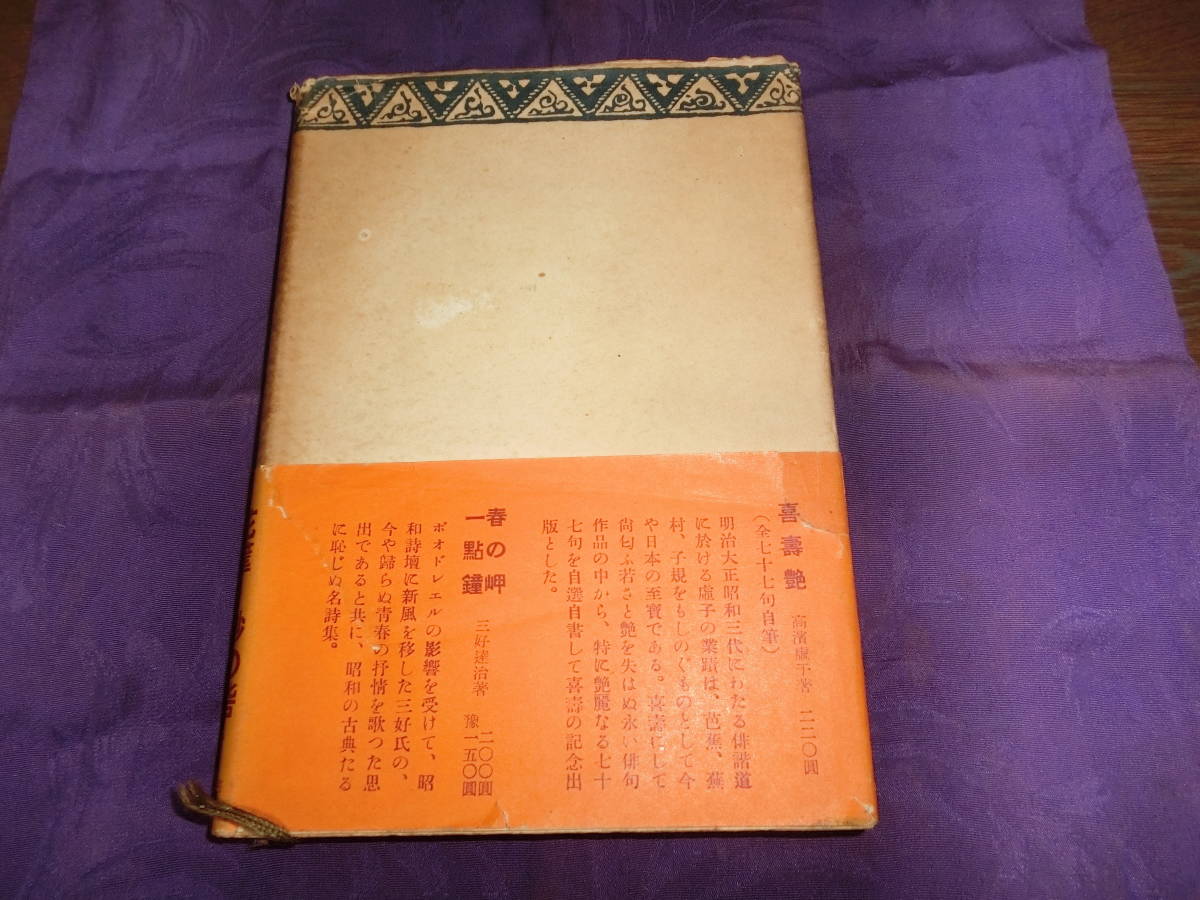 喜壽艶 高濱虛子著 一二〇圓
（全七十七句自筆）
明治大正昭和三代にわたる俳諧道
に於ける虛子の業蹟は、芭蕉、蕪
村、子規をもしのぐものとして今
や日本の至寶である。喜壽にして
尙匂ふ若さと艶を失はぬ永い俳句
作品の中から、特に艶麗なる七十
七句を自選自書して喜壽の記念出
版とした。
春の岬 二〇〇圓
一點鐘 三好達治著 豫一五〇圓
ボオドレエルの影響を受けて、昭
和詩壇に新風を移した三好氏の、
今や歸らぬ靑春の抒情を歌つた思
出であると共に、昭和の古典たる
に恥じぬ名詩集。